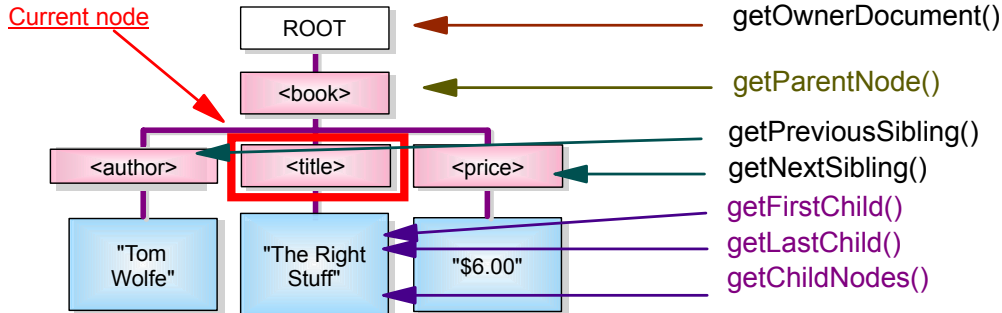 Current node
ROOT
getOwnerDocument()
<book>
getParentNode()
getPreviousSibling()
<author>
<title>
<price>
getNextSibling()
getFirstChild()
"Tom
Wolfe"
"The Right
Stuff"
"$6.00"
getLastChild()
getChildNodes()